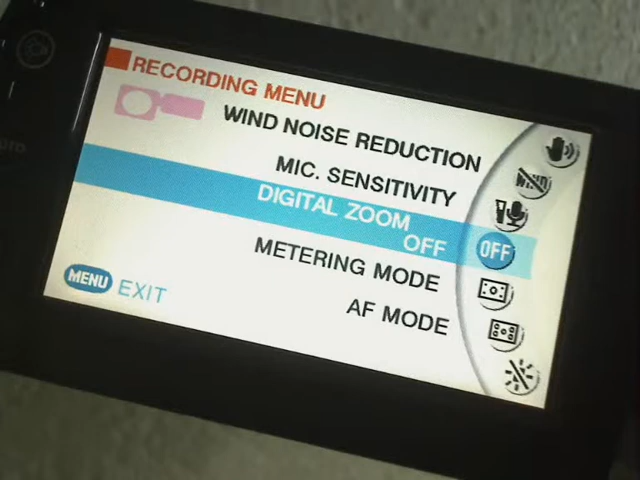 RECORDING MENU
WIND NOISE REDUCTION
MIC. SENSITIVITY
DIGITAL ZOOM
OFF OFF
METERING MODE
AF MODE
MENU EXIT